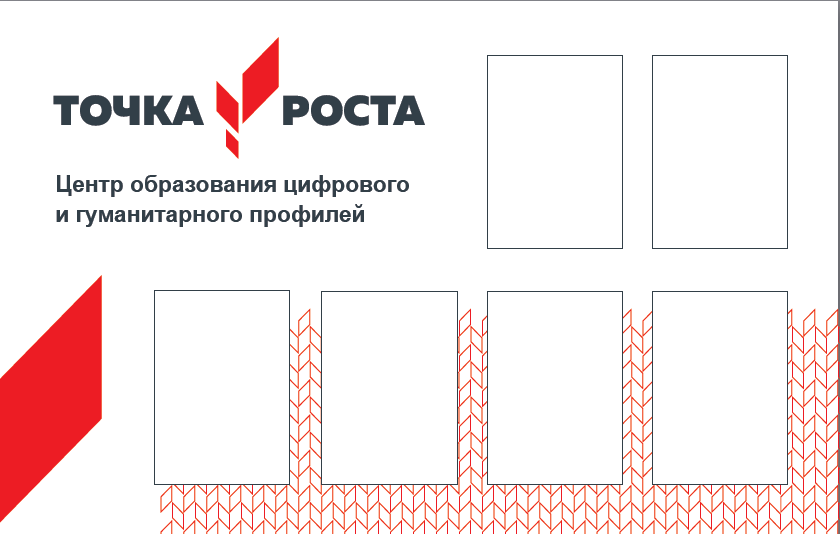 ТОЧКА РОСТА
Центр образования цифрового
и гуманитарного профилей